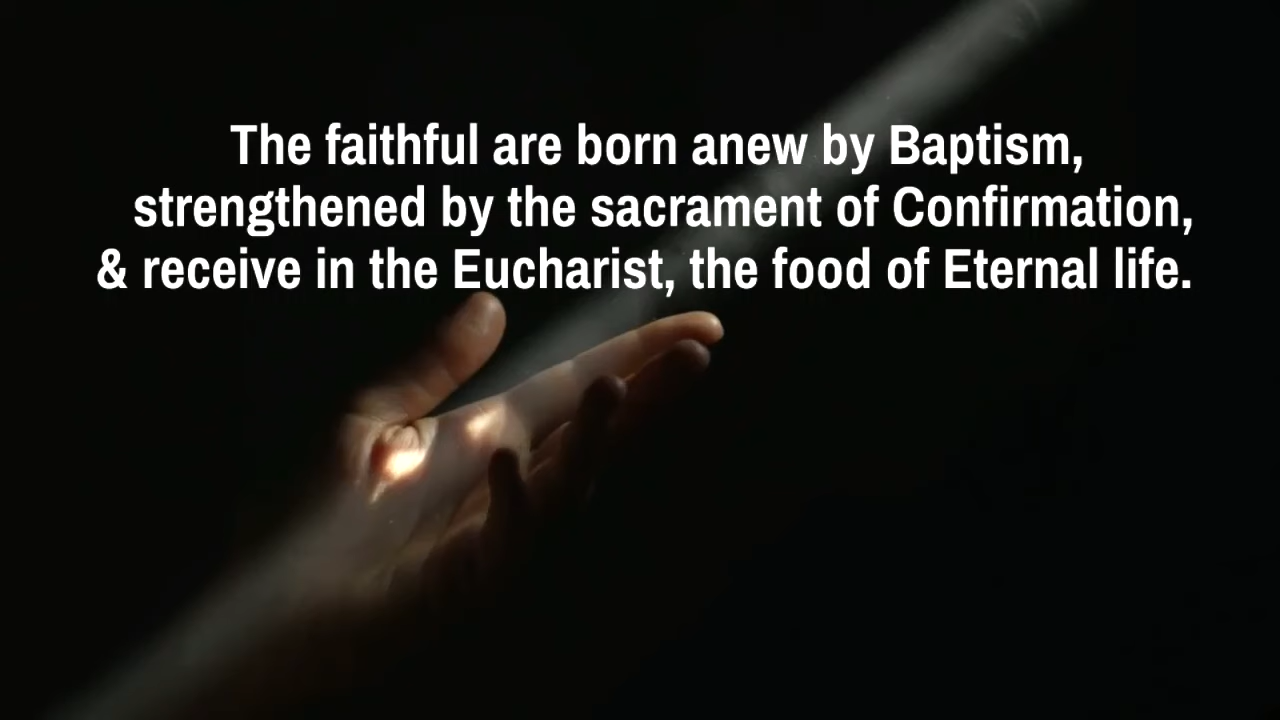 The faithful are born anew by Baptism,
strengthened by the sacrament of Confirmation,
& receive in the Eucharist, the food of Eternal life.